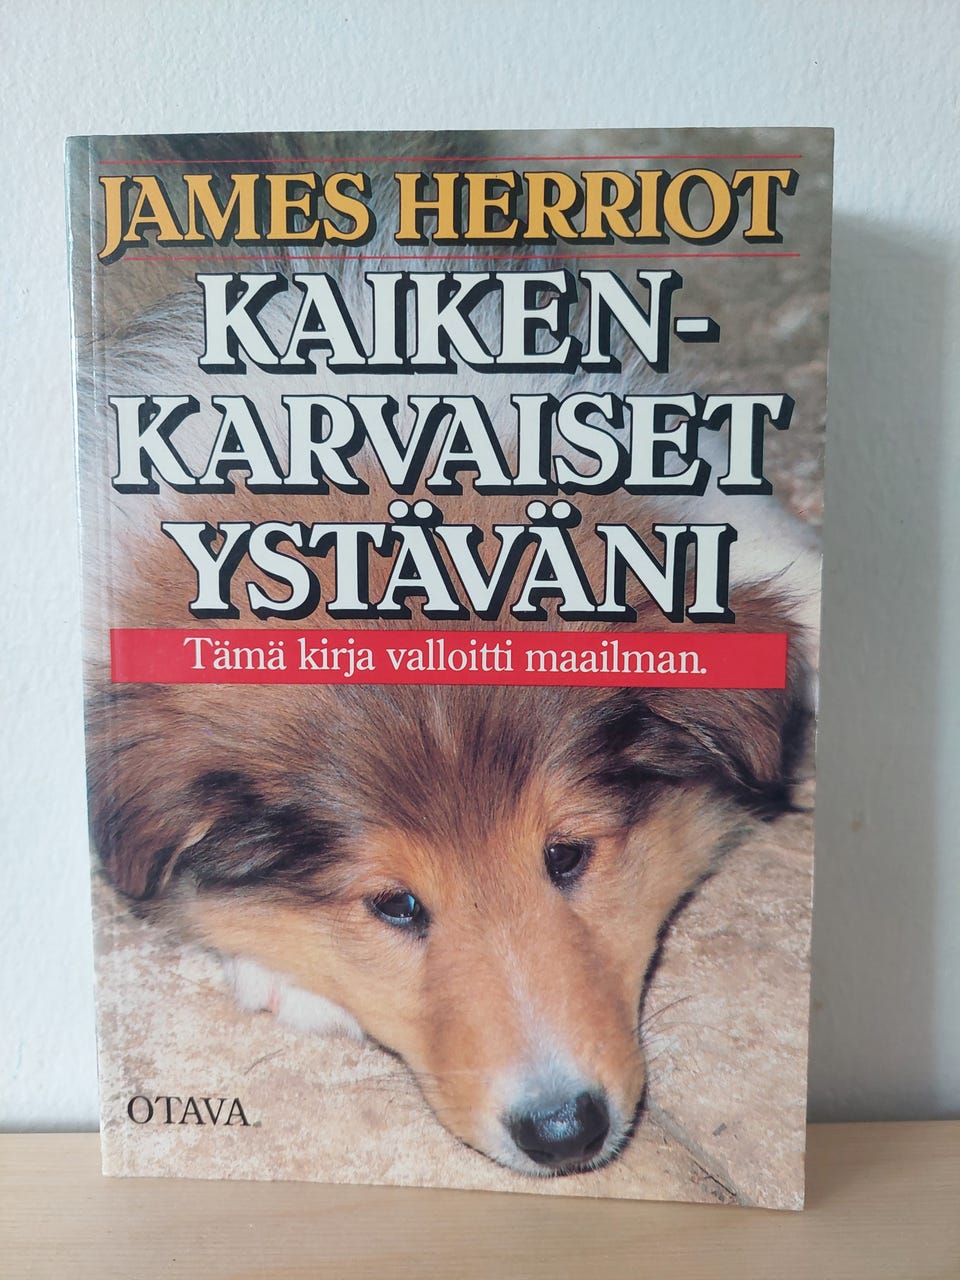 JAMES HERRIOT
KAIKEN-
KARVAISET
YSTÄVÄNI
Tämä kirja valloitti maailman.
OTAVA